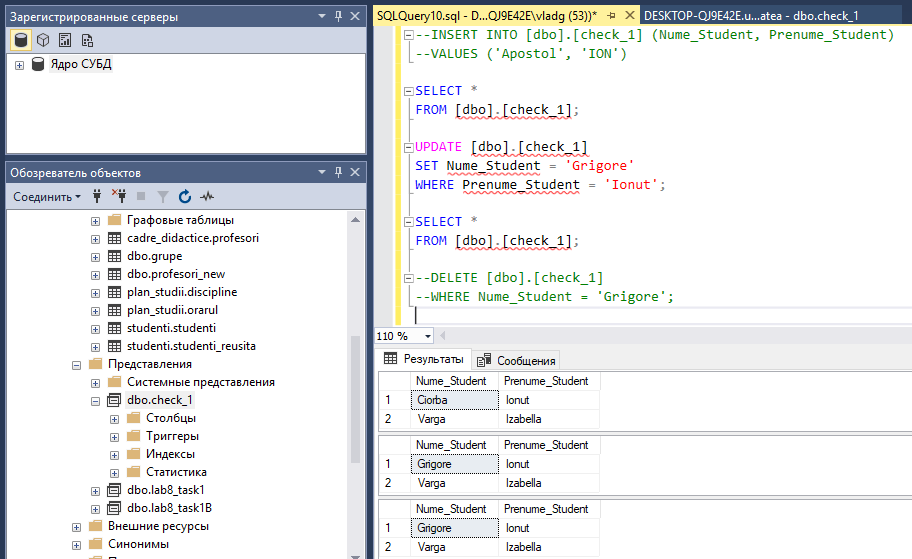 Зарегистрированные серверы
Ядро СУБД
Обозреватель объектов
Соединить
Графовые таблицы
cadre_didactice.profesori
dbo.grupe
dbo.profesori_new
plan_studii.discipline
plan_studii.orarul
studenti.studenti
studenti.studenti_reusita
Представления
Системные представления
dbo.check_1
Столбцы
Триггеры
Индексы
Статистика
dbo.lab8_task1
dbo.lab8_task1B
Внешние ресурсы
Синонимы
SQLQuery10.sql - D...QJ9E42E\vladg (53))* DESKTOP-QJ9E42E.u...atea - dbo.check_1
--INSERT INTO [dbo].[check_1] (Nume_Student, Prenume_Student)
--VALUES ('Apostol', 'ION')
SELECT *
FROM [dbo].[check_1];
UPDATE [dbo].[check_1]
SET Nume_Student = 'Grigore'
WHERE Prenume_Student = 'Ionut';
SELECT *
FROM [dbo].[check_1];
--DELETE [dbo].[check_1]
--WHERE Nume_Student = 'Grigore';
110 %
Результаты Сообщения
Nume_Student Prenume_Student
1 Ciorba Ionut
2 Varga Izabella
Nume_Student Prenume_Student
1 Grigore Ionut
2 Varga Izabella
Nume_Student Prenume_Student
1 Grigore Ionut
2 Varga Izabella